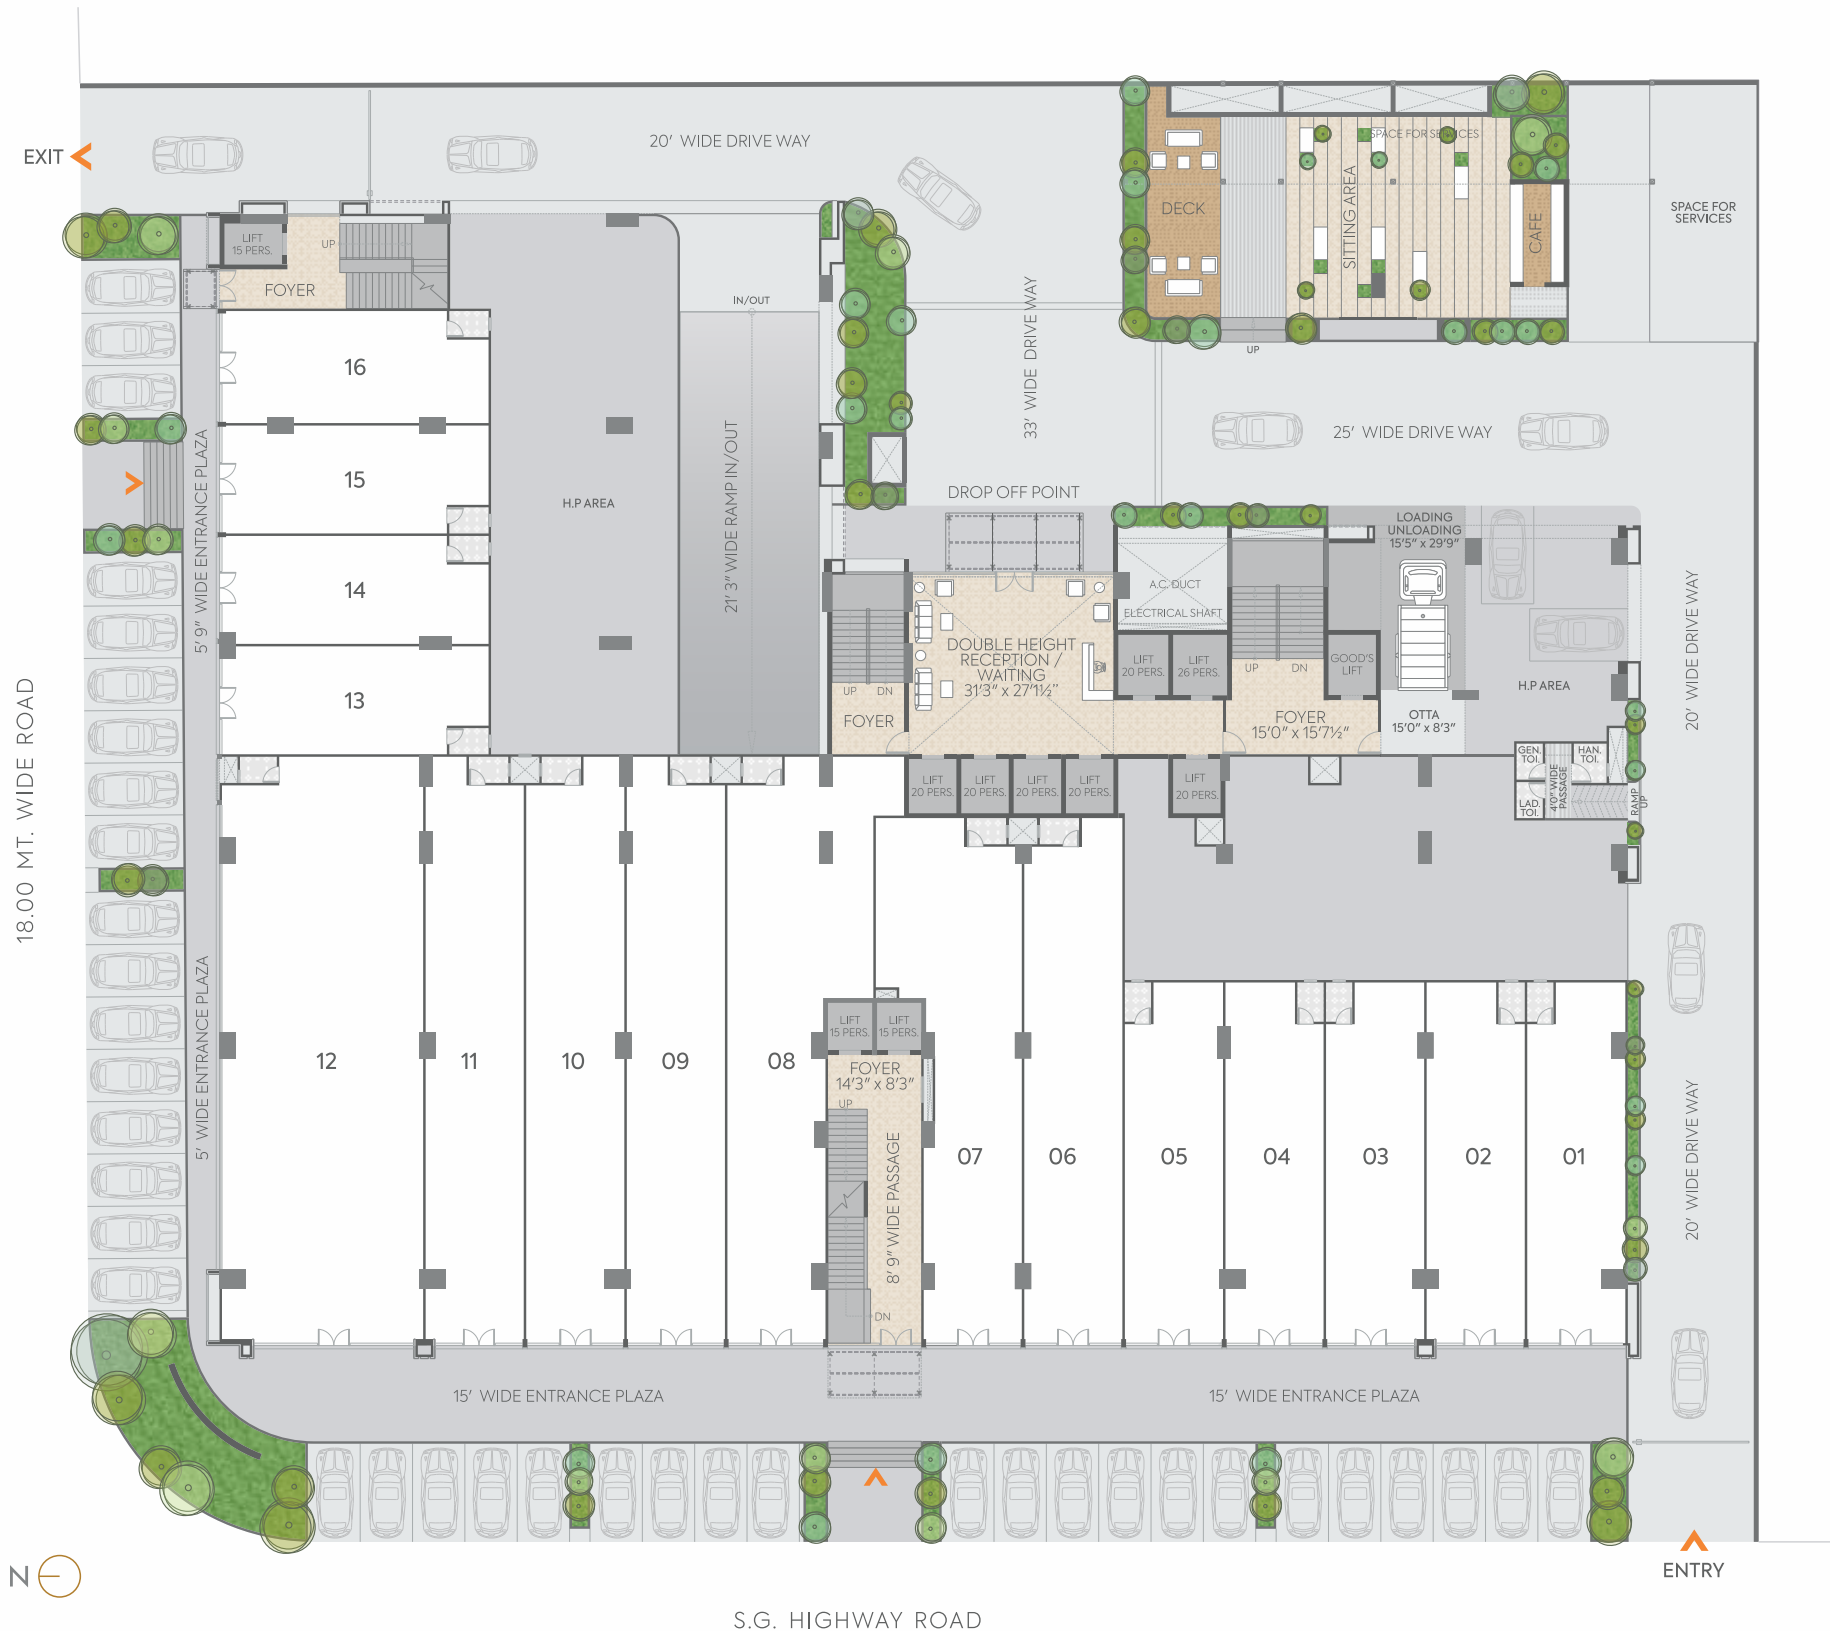 EXIT
20' WIDE DRIVE WAY
SPACE FOR SERVICES
DECK
SITTING AREA
CAFE
SPACE FOR
SERVICES
UP
LIFT
15 PERS.
UP
FOYER
IN/OUT
33' WIDE DRIVE WAY
25' WIDE DRIVE WAY
16
15
14
13
5' 9" WIDE ENTRANCE PLAZA
H.P AREA
21' 3" WIDE RAMP IN/OUT
DROP OFF POINT
LOADING
UNLOADING
15'5" x 29'9"
A.C. DUCT
ELECTRICAL SHAFT
DOUBLE HEIGHT
RECEPTION /
WAITING
31'3" x 27'1½"
LIFT
20 PERS.
LIFT
26 PERS.
UP
DN
GOOD'S
LIFT
UP
DN
FOYER
FOYER
15'0" x 15'7½"
OTTA
15'0" x 8'3"
H.P AREA
20' WIDE DRIVE WAY
GEN.
TOI.
HAN.
TOI.
4'0" WIDE
PASSAGE
LAD.
TOI.
RAMP
UP
LIFT
20 PERS.
LIFT
20 PERS.
LIFT
20 PERS.
LIFT
20 PERS.
LIFT
20 PERS.
18.00 MT. WIDE ROAD
5' WIDE ENTRANCE PLAZA
LIFT
15 PERS.
LIFT
15 PERS.
FOYER
14'3" x 8'3"
UP
8' 9" WIDE PASSAGE
DN
12
11
10
09
08
07
06
05
04
03
02
01
20' WIDE DRIVE WAY
15' WIDE ENTRANCE PLAZA
15' WIDE ENTRANCE PLAZA
N
ENTRY
S.G. HIGHWAY ROAD